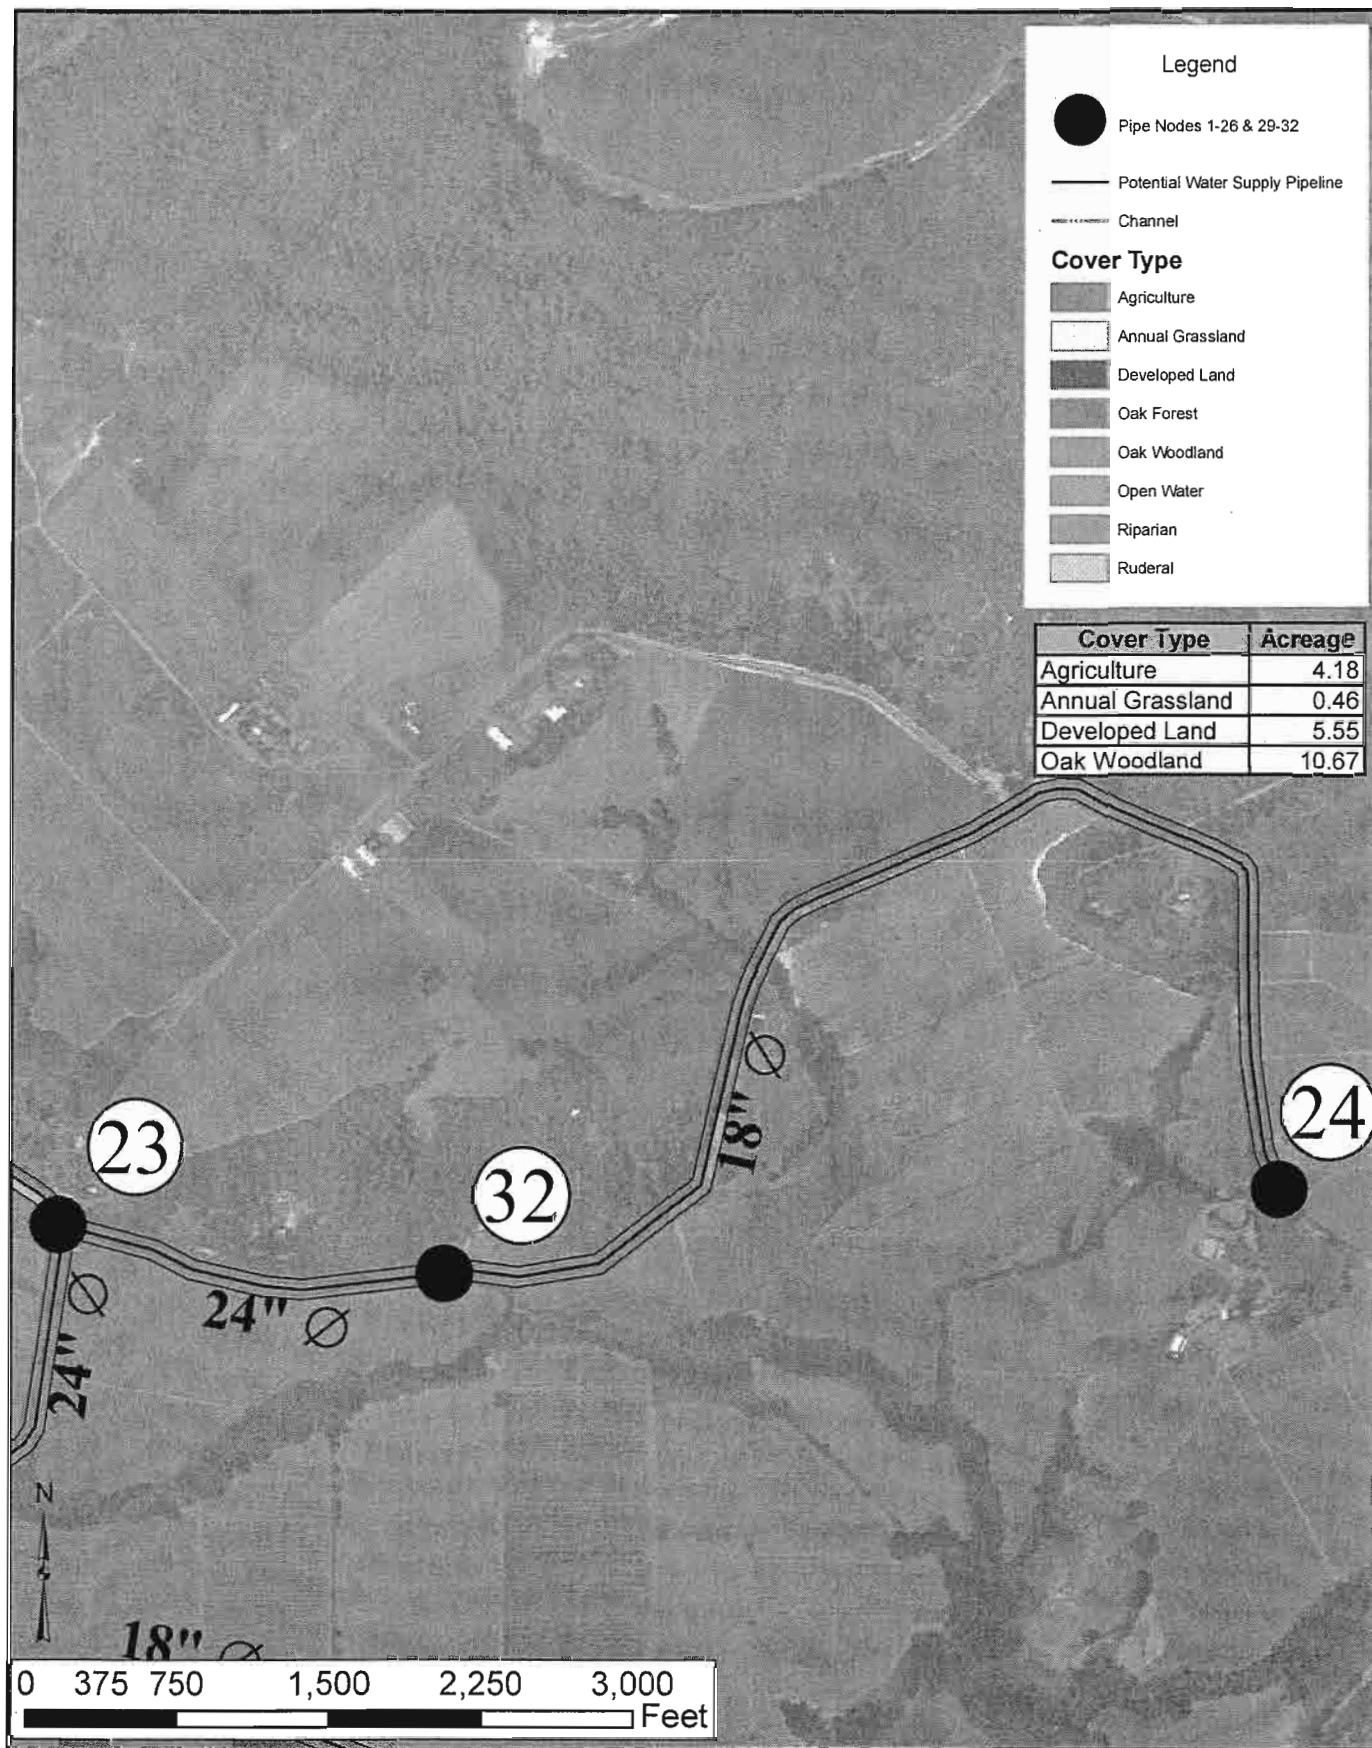 Legend
Pipe Nodes 1-26 & 29-32
Potential Water Supply Pipeline
Channel
Cover Type
Agriculture
Annual Grassland
Developed Land
Oak Forest
Oak Woodland
Open Water
Riparian
Ruderal
Cover Type Acreage
Agriculture 4.18
Annual Grassland 0.46
Developed Land 5.55
Oak Woodland 10.67
18" ∅
24
23
32
24" ∅
24" ∅
N
18" ∅
0 375 750 1,500 2,250 3,000
Feet